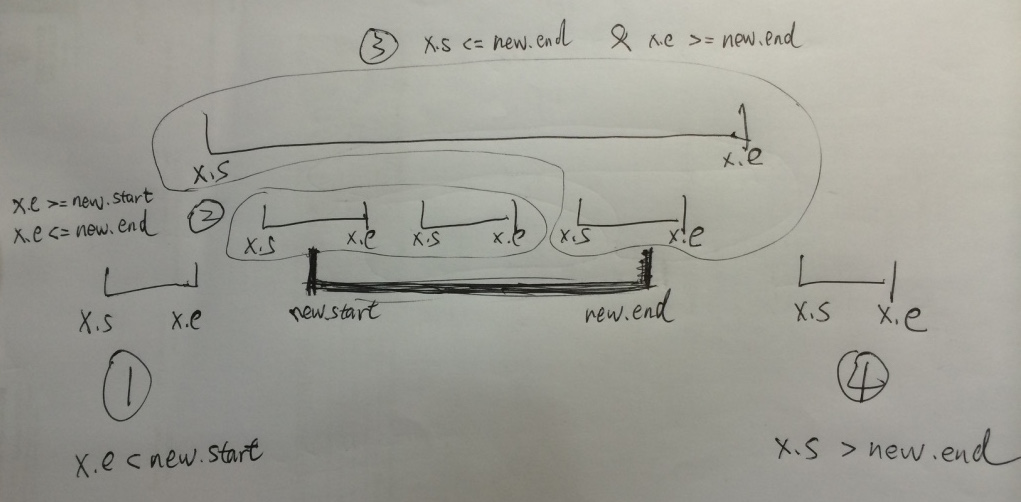 ③ x.s <= new.end & x.e >= new.end
x.s
x.e
x.e >= new.start
x.e <= new.end
②
x.s x.e x.s x.e x.s x.e
x.s x.e
new.start new.end
x.s x.e
①
④
x.e < new.start
x.s > new.end